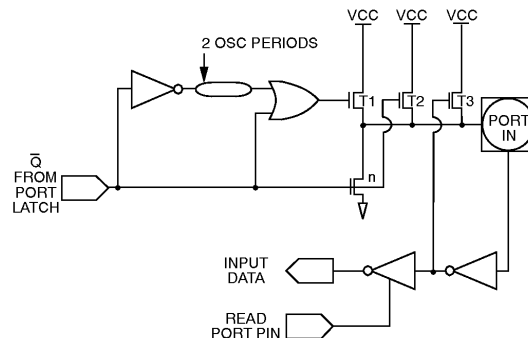 VCC VCC VCC
2 OSC PERIODS
T1 T2 T3
PORT
IN
Q̅
FROM
PORT
LATCH
n
INPUT
DATA
READ
PORT PIN